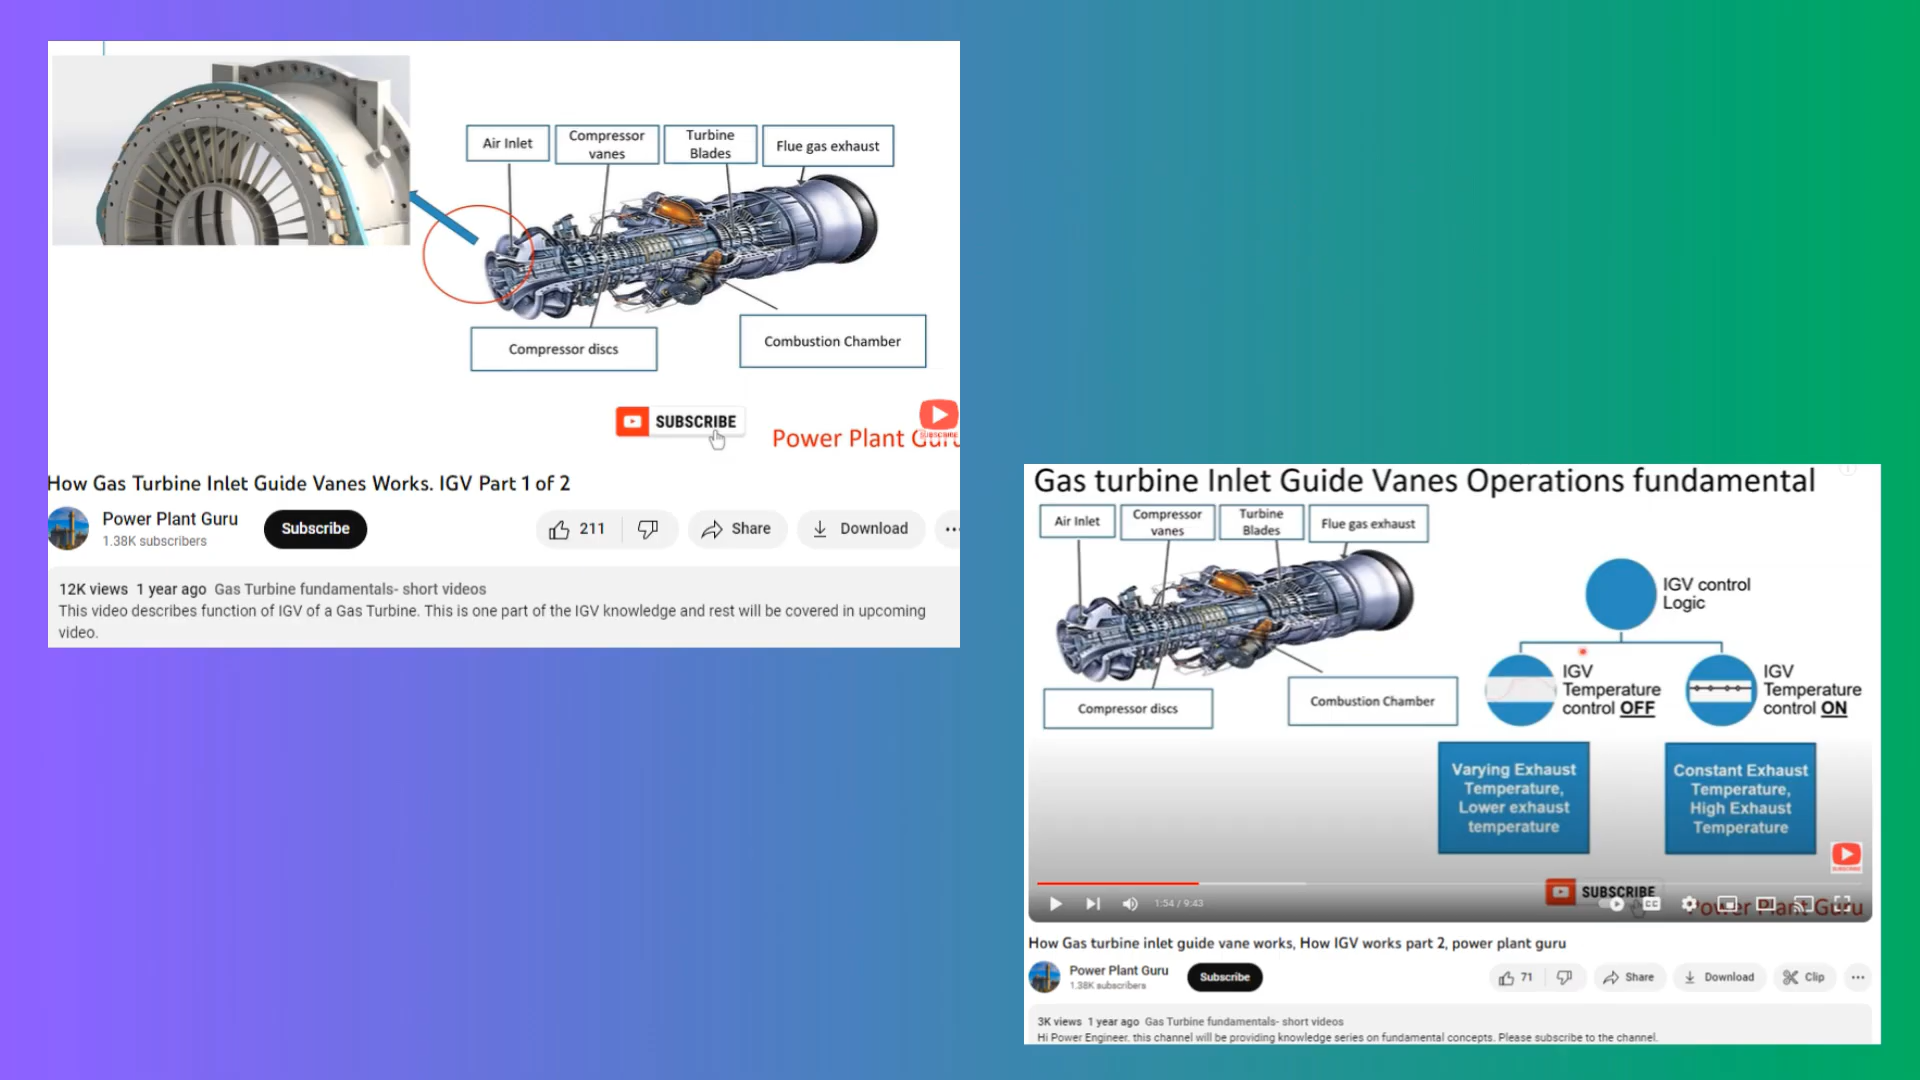 Air Inlet
Compressor
vanes
Turbine
Blades
Flue gas exhaust
Compressor discs
Combustion Chamber
SUBSCRIBE
Power Plant Guru
How Gas Turbine Inlet Guide Vanes Works. IGV Part 1 of 2
Power Plant Guru
1.38K subscribers
Subscribe
211
Share
Download
12K views 1 year ago Gas Turbine fundamentals- short videos
This video describes function of IGV of a Gas Turbine. This is one part of the IGV knowledge and rest will be covered in upcoming
video.
Gas turbine Inlet Guide Vanes Operations fundamental
Air Inlet
Compressor
vanes
Turbine
Blades
Flue gas exhaust
Compressor discs
Combustion Chamber
IGV control
Logic
IGV
Temperature
control OFF
IGV
Temperature
control ON
Varying Exhaust
Temperature,
Lower exhaust
temperature
Constant Exhaust
Temperature,
High Exhaust
Temperature
SUBSCRIBE
Power Plant Guru
1:54 / 9:43
CC
How Gas turbine inlet guide vane works, How IGV works part 2, power plant guru
Power Plant Guru
1.38K subscribers
Subscribe
71
Share
Download
Clip
3K views 1 year ago Gas Turbine fundamentals- short videos
Hi Power Engineer. this channel will be providing knowledge series on fundamental concepts. Please subscribe to the channel.